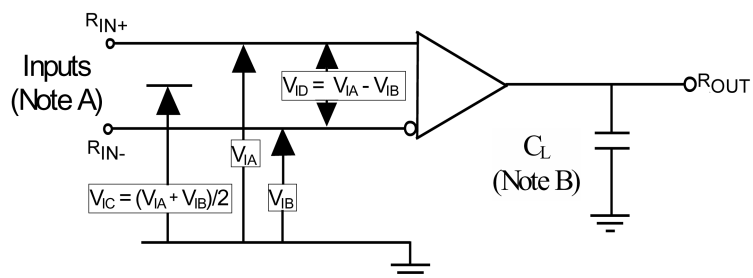 RIN+
Inputs
(Note A)
VID = VIA - VIB
ROUT
RIN-
VIA
CL
(Note B)
VIC = (VIA + VIB)/2
VIB